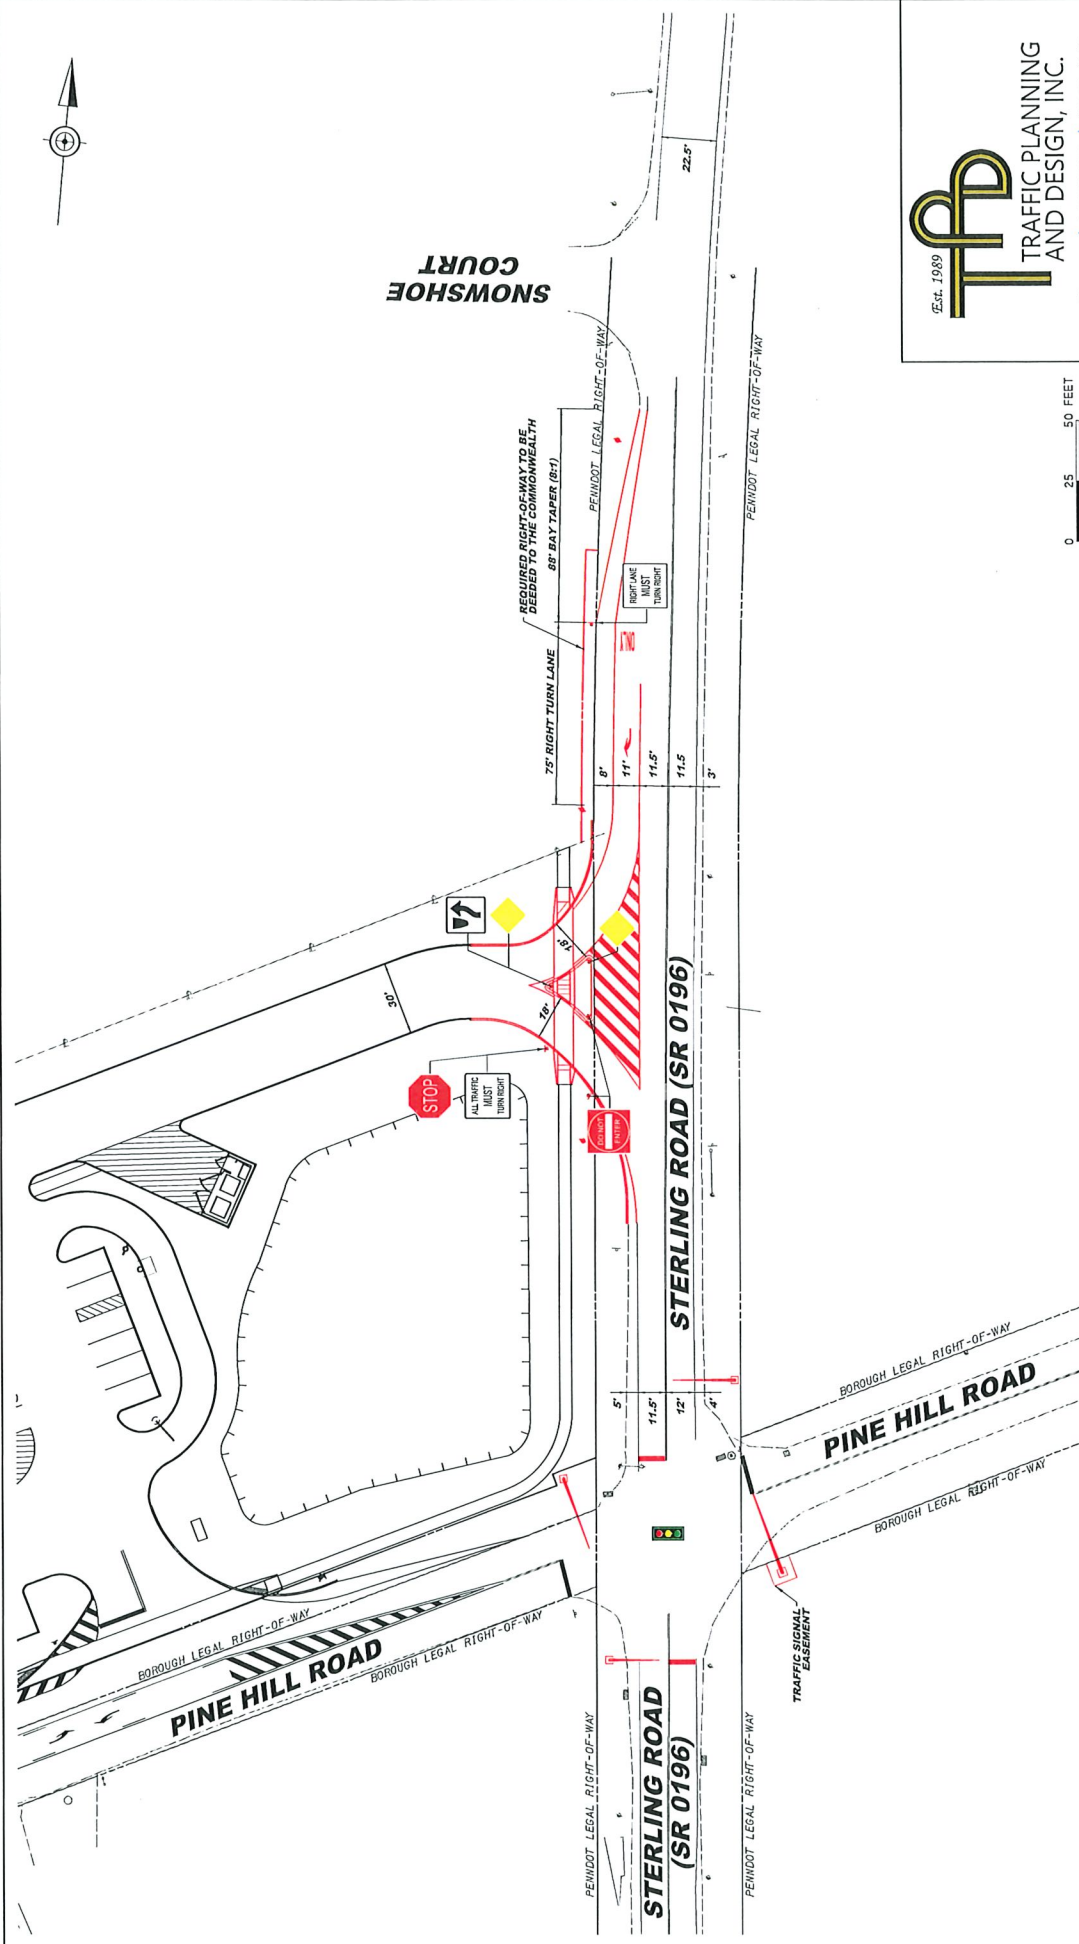 SNOWSHOE
COURT
REQUIRED RIGHT-OF-WAY TO BE
DEEDED TO THE COMMONWEALTH
75' RIGHT TURN LANE
88' BAY TAPER (8:1)
PENNDOT LEGAL RIGHT-OF-WAY
22.5'
RIGHT LANE
MUST
TURN RIGHT
8'
11'
11.5'
11.5
3'
PENNDOT LEGAL RIGHT-OF-WAY
30'
18'
18'
STOP
ALL TRAFFIC
MUST
TURN RIGHT
DO NOT
ENTER
STERLING ROAD (SR 0196)
5'
11.5'
12'
4'
BOROUGH LEGAL RIGHT-OF-WAY
PINE HILL ROAD
BOROUGH LEGAL RIGHT-OF-WAY
BOROUGH LEGAL RIGHT-OF-WAY
PINE HILL ROAD
BOROUGH LEGAL RIGHT-OF-WAY
TRAFFIC SIGNAL
EASEMENT
PENNDOT LEGAL RIGHT-OF-WAY
STERLING ROAD
(SR 0196)
PENNDOT LEGAL RIGHT-OF-WAY
0 25 50 FEET
Est. 1989
TPD
TRAFFIC PLANNING
AND DESIGN, INC.